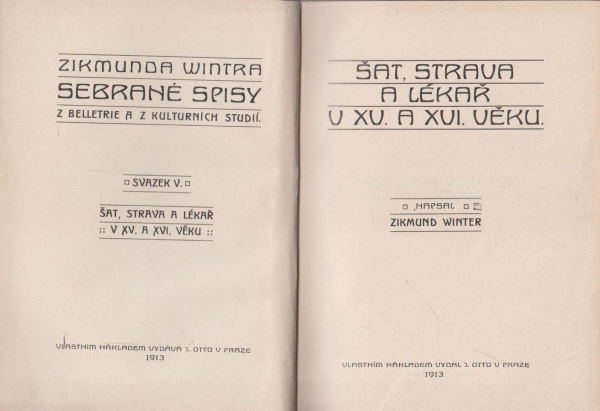 ZIKMUNDA WINTRA
SEBRANÉ SPISY
Z BELLETRIE A Z KULTURNÍCH STUDIÍ.
SVAZEK V.
ŠAT, STRAVA A LÉKAŘ
:: V XV. A XVI. VĚKU ::
VLASTNÍM NÁKLADEM VYDÁVÁ J. OTTO V PRAZE
1913
ŠAT, STRAVA
A LÉKAŘ
V XV. A XVI. VĚKU.
NAPSAL
ZIKMUND WINTER
VLASTNÍM NÁKLADEM VYDAL J. OTTO V PRAZE
1913